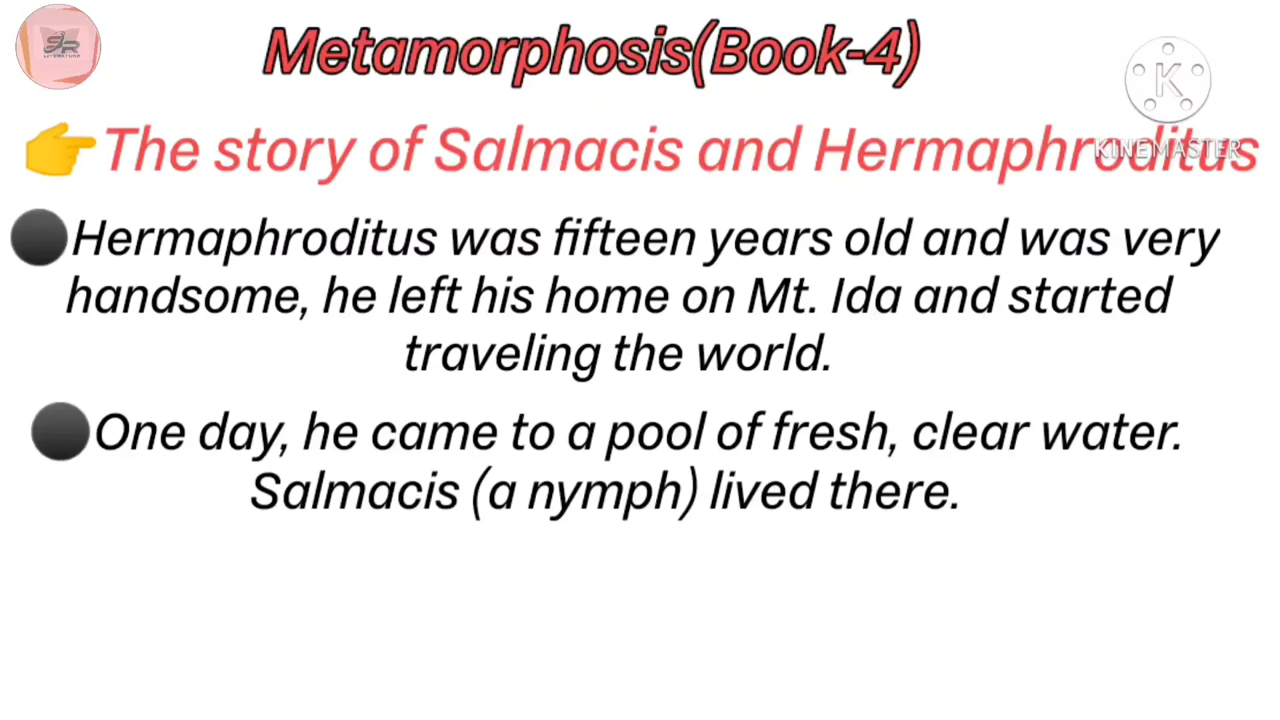 SR
LITERATURE
Metamorphosis(Book-4)
K
KINEMASTER
👉The story of Salmacis and Hermaphroditus
⚫Hermaphroditus was fifteen years old and was very
handsome, he left his home on Mt. Ida and started
traveling the world.
⚫One day, he came to a pool of fresh, clear water.
Salmacis (a nymph) lived there.